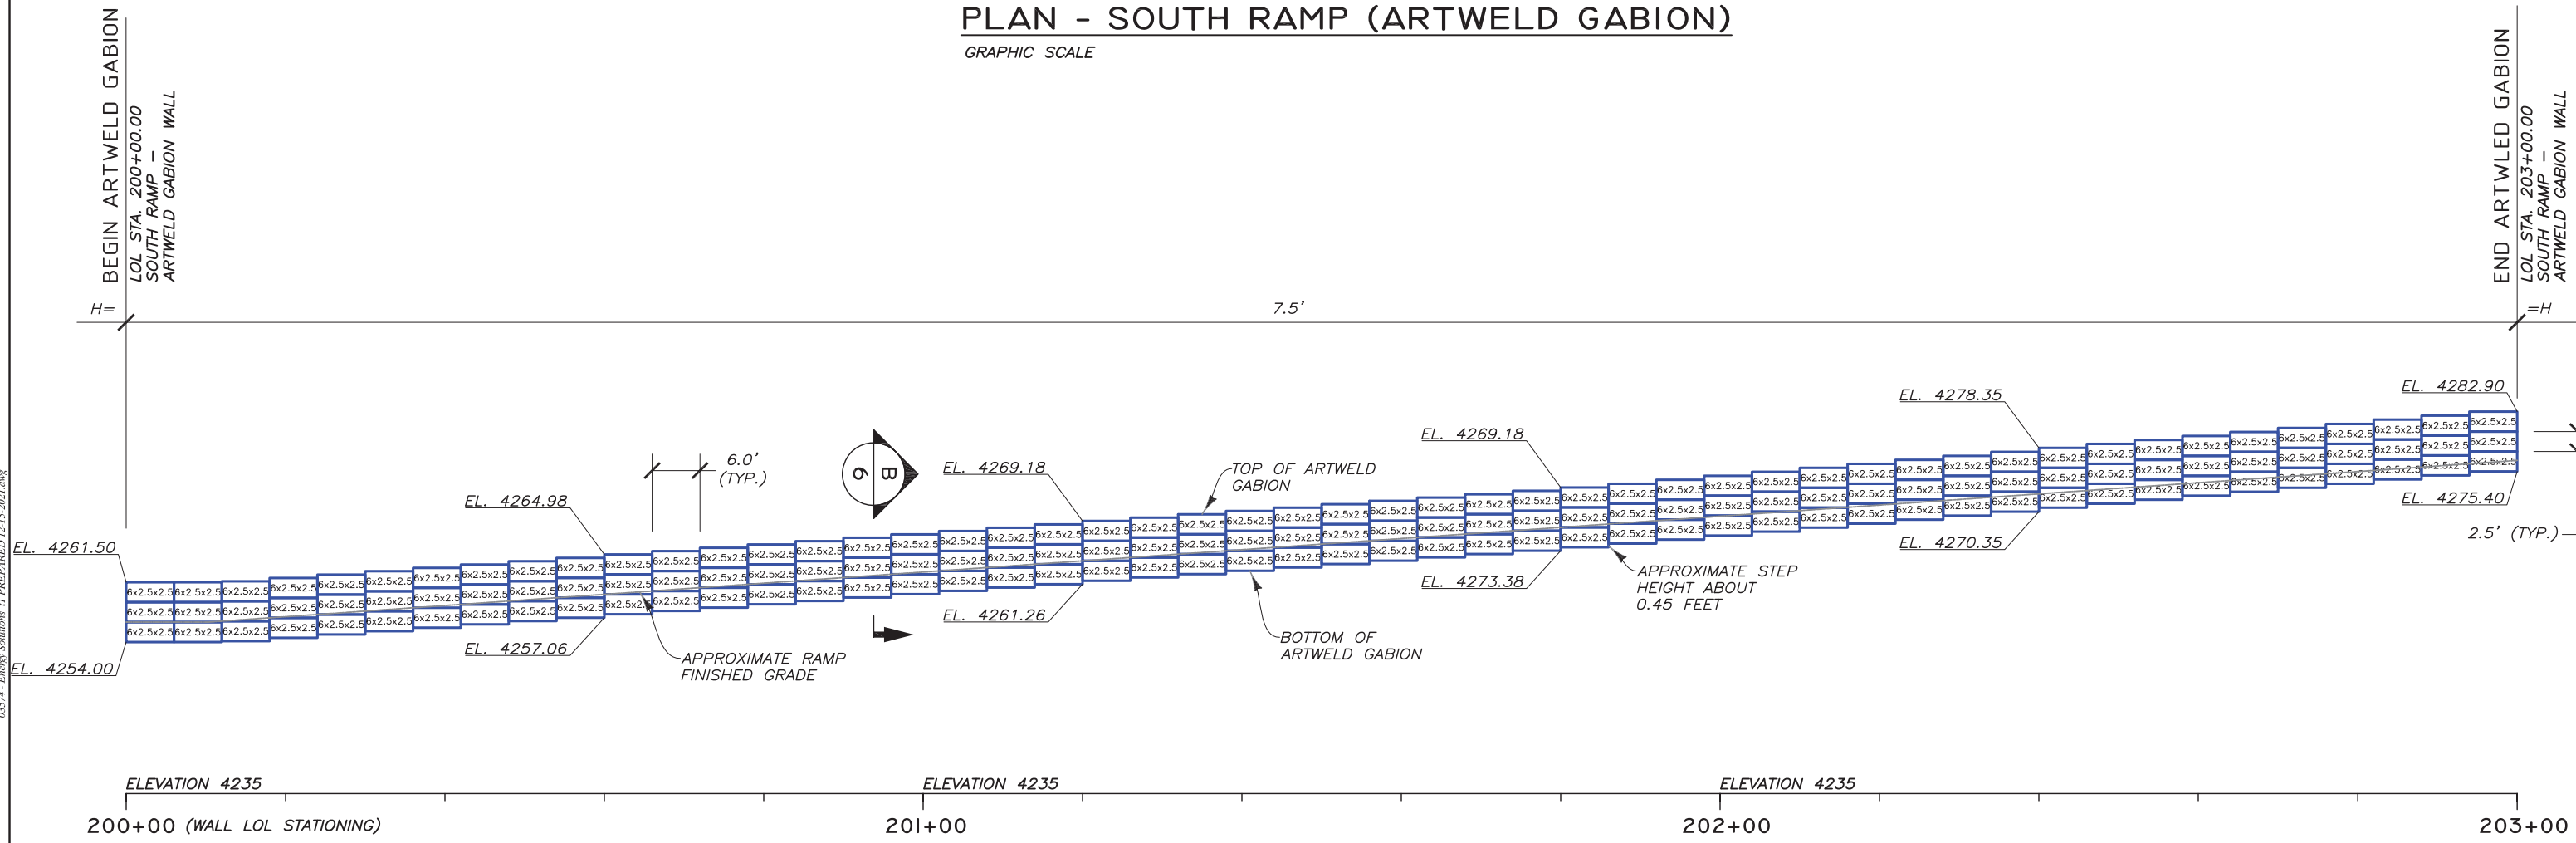 PLAN - SOUTH RAMP (ARTWELD GABION)
GRAPHIC SCALE
BEGIN ARTWELD GABION
LOL STA. 200+00.00
SOUTH RAMP –
ARTWELD GABION WALL
END ARTWLED GABION
LOL STA. 203+00.00
SOUTH RAMP –
ARTWELD GABION WALL
H=
7.5'
=H
EL. 4261.50
EL. 4254.00
EL. 4264.98
EL. 4257.06
6.0'
(TYP.)
B
6
EL. 4269.18
EL. 4261.26
TOP OF ARTWELD
GABION
BOTTOM OF
ARTWELD GABION
APPROXIMATE RAMP
FINISHED GRADE
EL. 4269.18
EL. 4273.38
APPROXIMATE STEP
HEIGHT ABOUT
0.45 FEET
EL. 4278.35
EL. 4270.35
EL. 4282.90
EL. 4275.40
2.5' (TYP.)
6x2.5x2.5
ELEVATION 4235
ELEVATION 4235
ELEVATION 4235
200+00 (WALL LOL STATIONING)
201+00
202+00
203+00